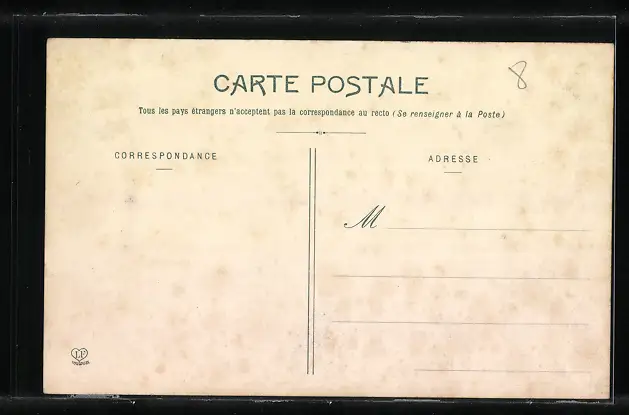 CARTE POSTALE
8
Tous les pays étrangers n'acceptent pas la correspondance au recto (Se renseigner à la Poste)
CORRESPONDANCE
ADRESSE
M